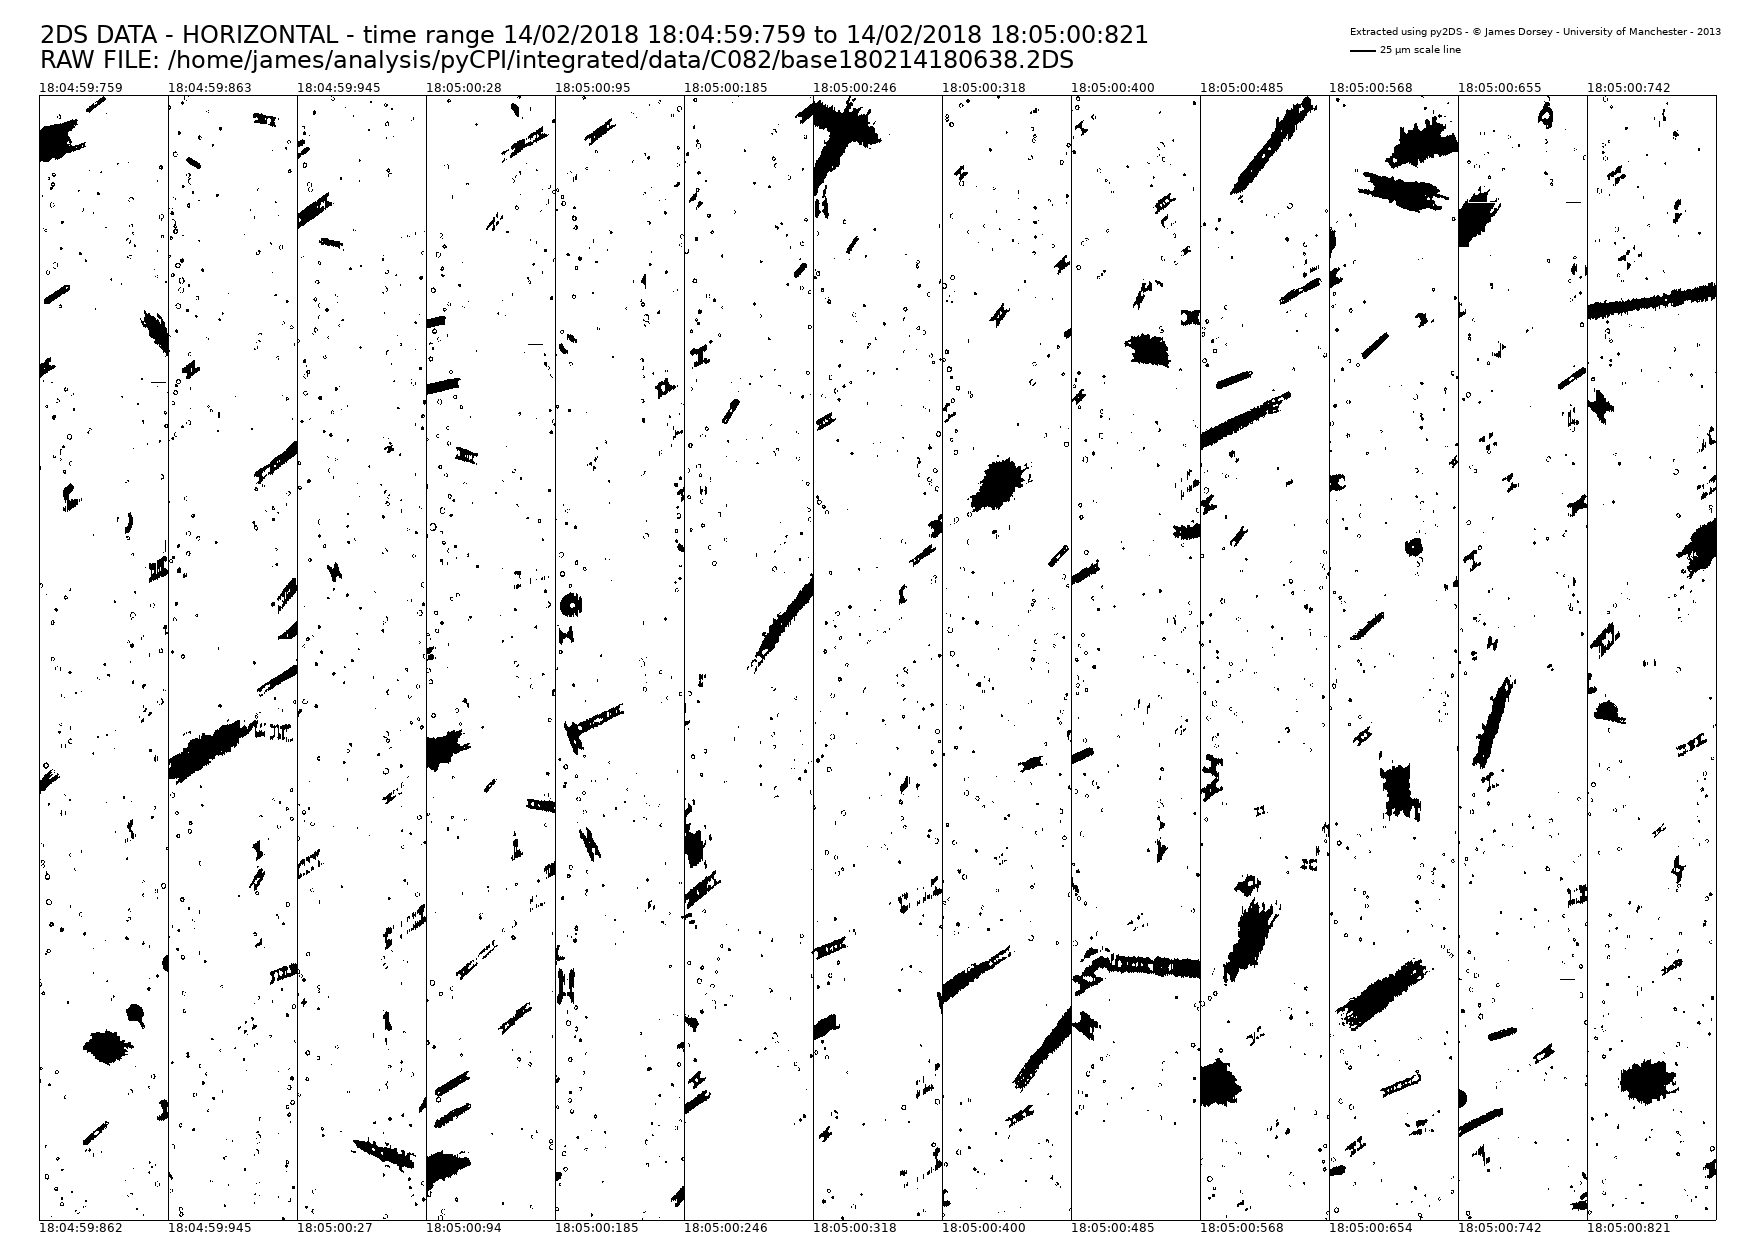 2DS DATA - HORIZONTAL - time range 14/02/2018 18:04:59:759 to 14/02/2018 18:05:00:821
RAW FILE: /home/james/analysis/pyCPI/integrated/data/C082/base180214180638.2DS
Extracted using py2DS - © James Dorsey - University of Manchester - 2013
25 µm scale line
18:04:59:759 18:04:59:863 18:04:59:945 18:05:00:28 18:05:00:95 18:05:00:185 18:05:00:246 18:05:00:318 18:05:00:400 18:05:00:485 18:05:00:568 18:05:00:655 18:05:00:742
18:04:59:862 18:04:59:945 18:05:00:27 18:05:00:94 18:05:00:185 18:05:00:246 18:05:00:318 18:05:00:400 18:05:00:485 18:05:00:568 18:05:00:654 18:05:00:742 18:05:00:821